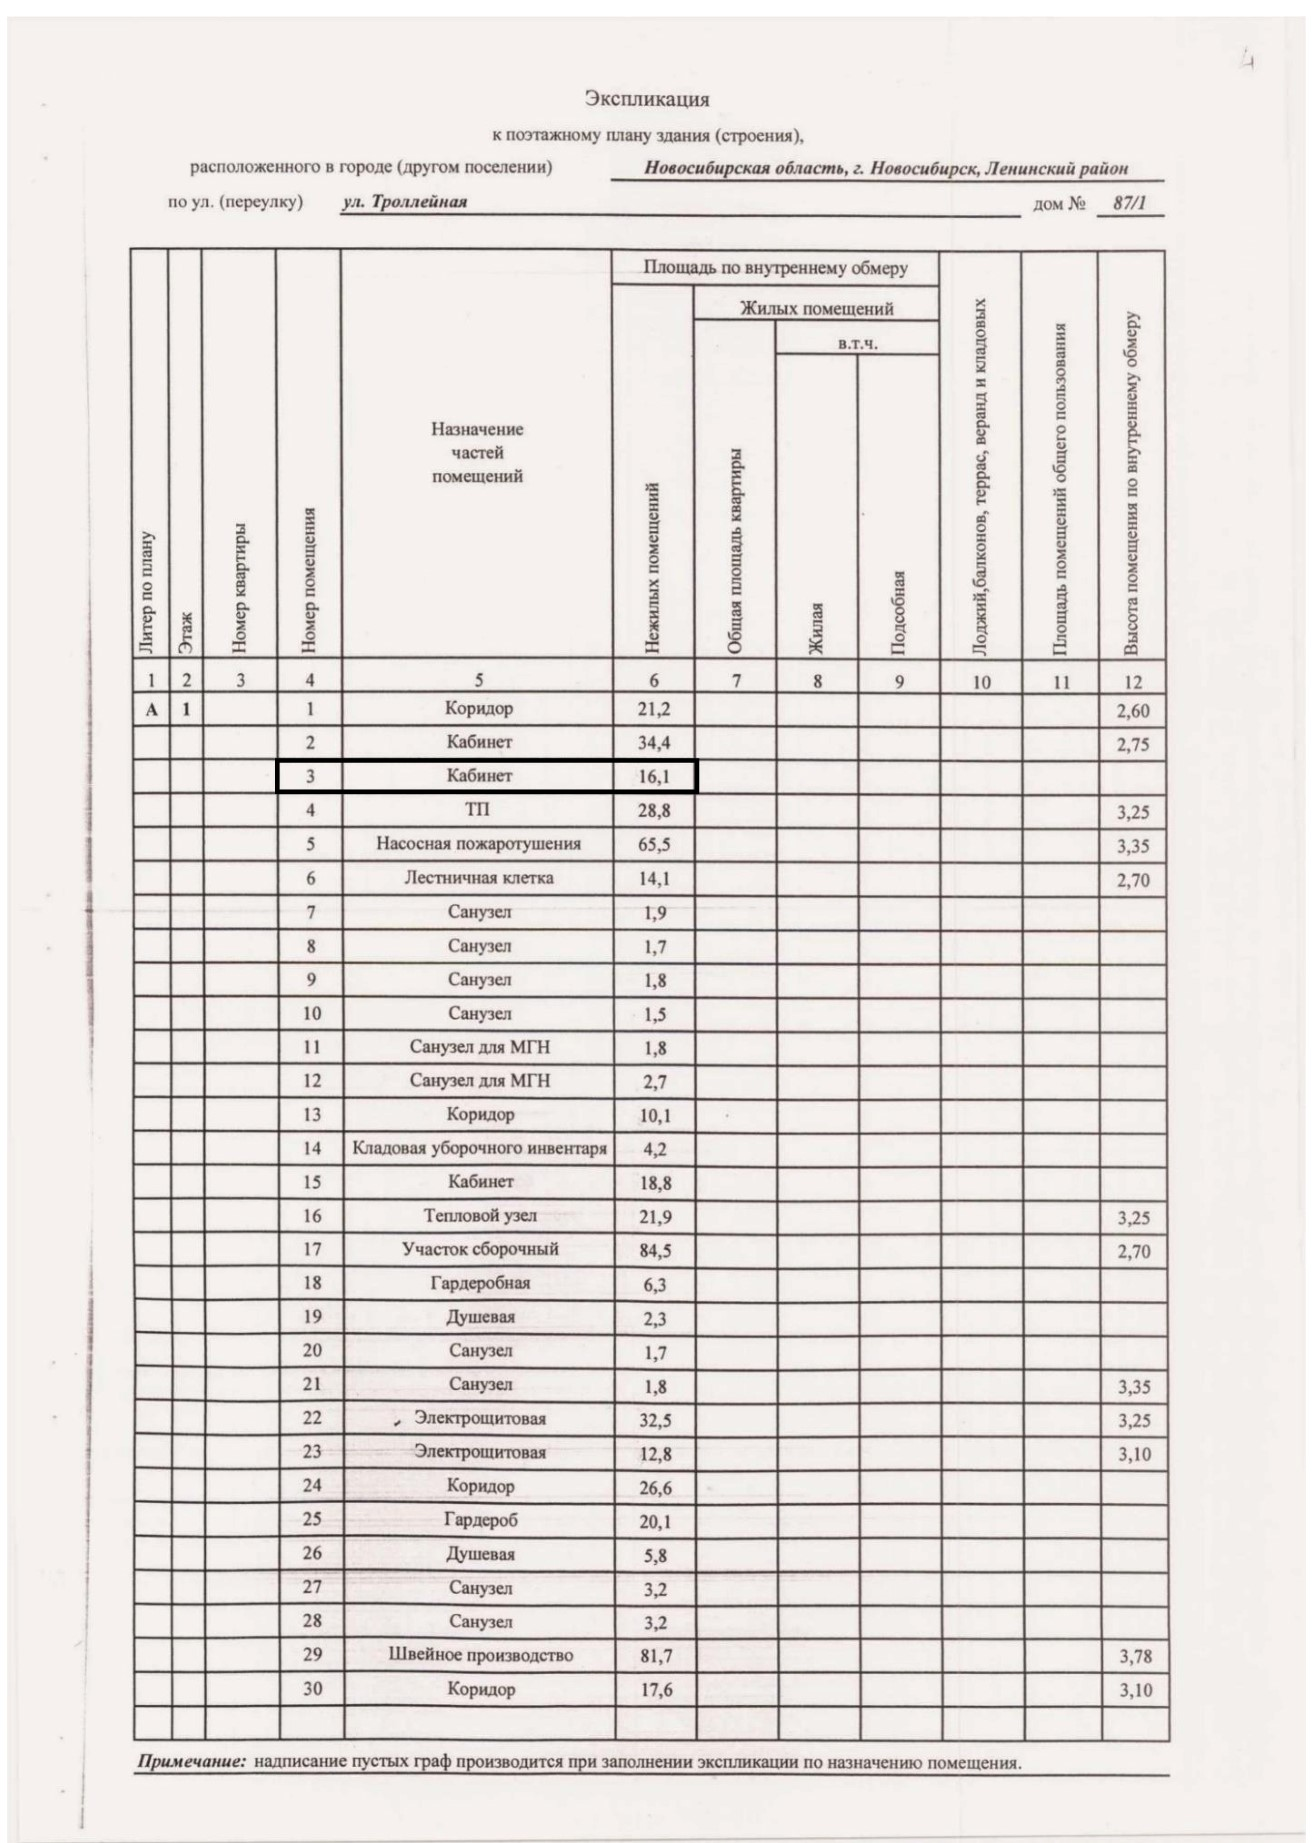 4
Экспликация
к поэтажному плану здания (строения),
расположенного в городе (другом поселении) Новосибирская область, г. Новосибирск, Ленинский район
по ул. (переулку) ул. Троллейная дом № 87/1
Литер по плану
Этаж
Номер квартиры
Номер помещения
Назначение
частей
помещений
Площадь по внутреннему обмеру
Нежилых помещений
Жилых помещений
Общая площадь квартиры
в.т.ч.
Жилая
Подсобная
Лоджий,балконов, террас, веранд и кладовых
Площадь помещений общего пользования
Высота помещения по внутреннему обмеру
1 2 3 4 5 6 7 8 9 10 11 12
А 1 1 Коридор 21,2 2,60
2 Кабинет 34,4 2,75
3 Кабинет 16,1
4 ТП 28,8 3,25
5 Насосная пожаротушения 65,5 3,35
6 Лестничная клетка 14,1 2,70
7 Санузел 1,9
8 Санузел 1,7
9 Санузел 1,8
10 Санузел 1,5
11 Санузел для МГН 1,8
12 Санузел для МГН 2,7
13 Коридор 10,1
14 Кладовая уборочного инвентаря 4,2
15 Кабинет 18,8
16 Тепловой узел 21,9 3,25
17 Участок сборочный 84,5 2,70
18 Гардеробная 6,3
19 Душевая 2,3
20 Санузел 1,7
21 Санузел 1,8 3,35
22 Электрощитовая 32,5 3,25
23 Электрощитовая 12,8 3,10
24 Коридор 26,6
25 Гардероб 20,1
26 Душевая 5,8
27 Санузел 3,2
28 Санузел 3,2
29 Швейное производство 81,7 3,78
30 Коридор 17,6 3,10
Примечание: надписание пустых граф производится при заполнении экспликации по назначению помещения.